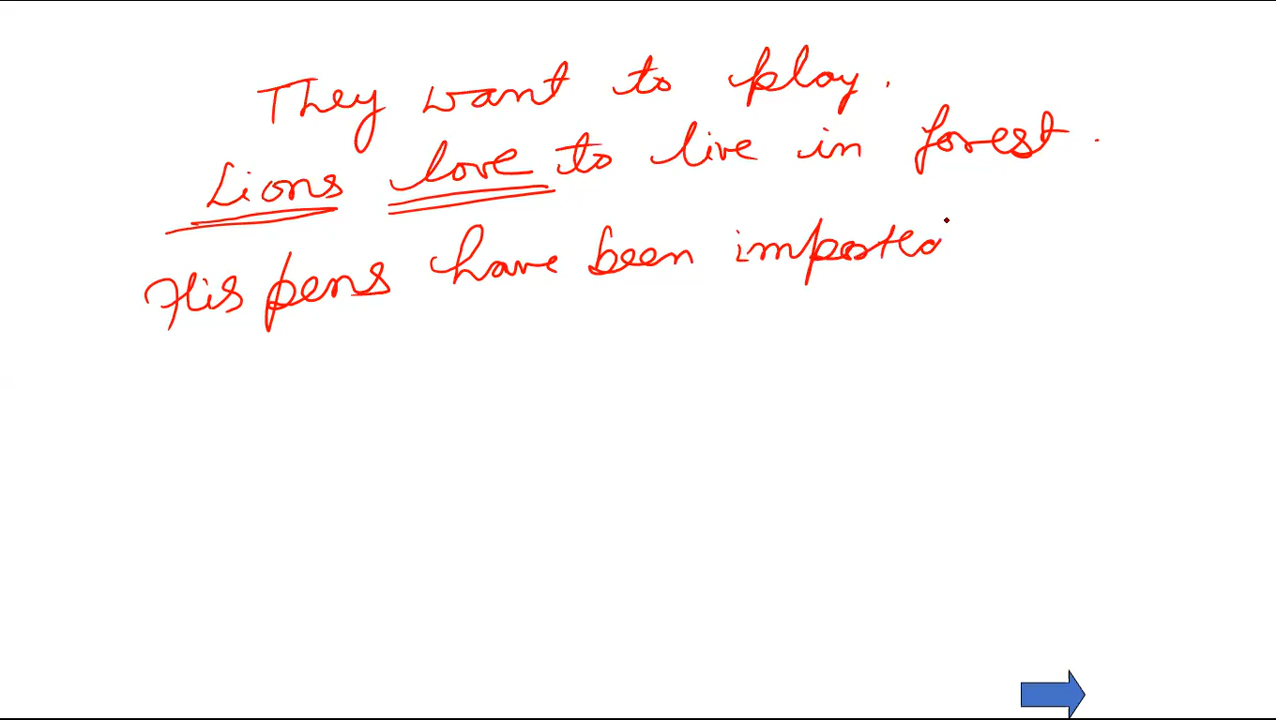 They want to play.
Lions love to live in forest.
His pens have been imported